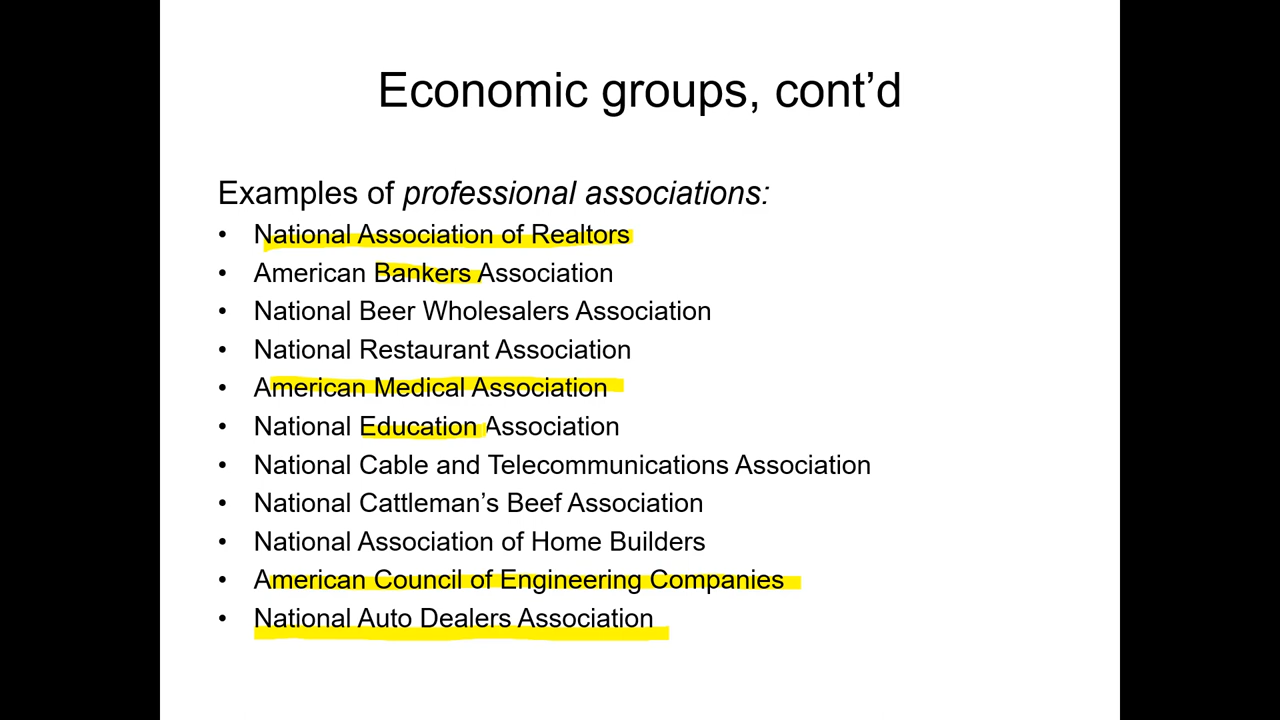 Economic groups, cont’d
Examples of professional associations:
• National Association of Realtors
• American Bankers Association
• National Beer Wholesalers Association
• National Restaurant Association
• American Medical Association
• National Education Association
• National Cable and Telecommunications Association
• National Cattleman’s Beef Association
• National Association of Home Builders
• American Council of Engineering Companies
• National Auto Dealers Association